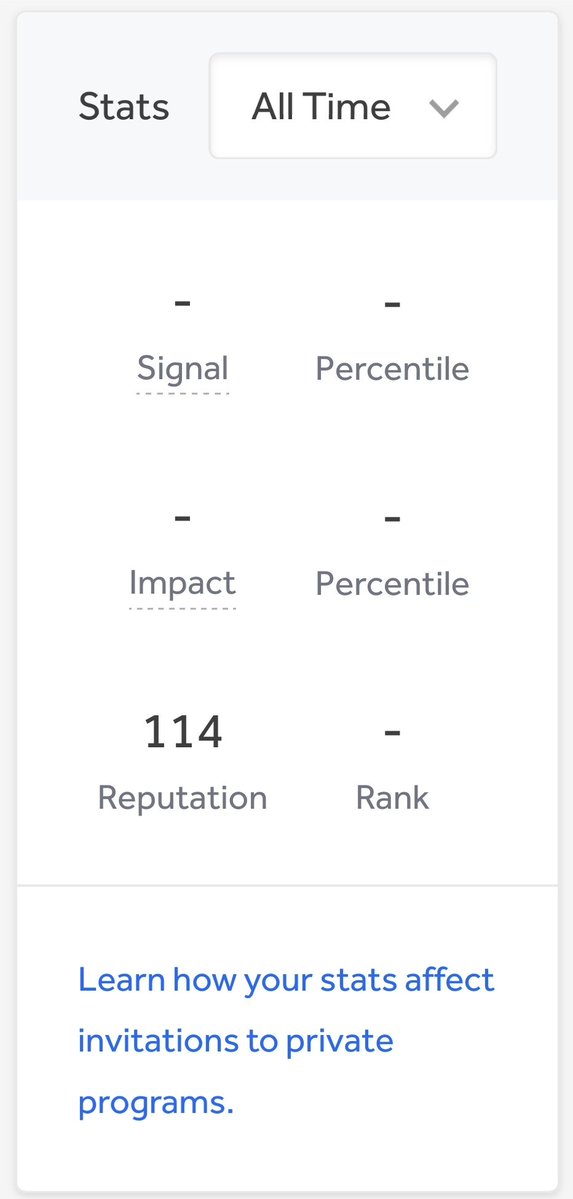 Stats All Time
- -
Signal Percentile
- -
Impact Percentile
114 -
Reputation Rank
Learn how your stats affect
invitations to private
programs.